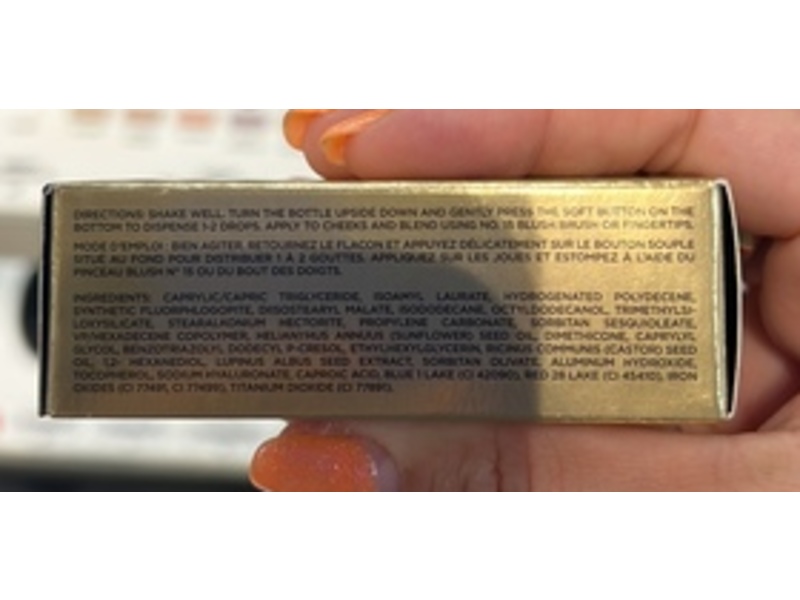 DIRECTIONS: SHAKE WELL. TURN THE BOTTLE UPSIDE DOWN AND GENTLY PRESS THE SOFT BUTTON ON THE
BOTTOM TO DISPENSE 1-2 DROPS. APPLY TO CHEEKS AND BLEND USING NO. 15 BLUSH BRUSH OR FINGERTIPS.
MODE D'EMPLOI : BIEN AGITER. RETOURNEZ LE FLACON ET APPUYEZ DÉLICATEMENT SUR LE BOUTON SOUPLE
SITUÉ AU FOND POUR DISTRIBUER 1 À 2 GOUTTES. APPLIQUEZ SUR LES JOUES ET ESTOMPEZ À L'AIDE DU
PINCEAU BLUSH N° 15 OU DU BOUT DES DOIGTS.
INGREDIENTS: CAPRYLIC/CAPRIC TRIGLYCERIDE, ISOAMYL LAURATE, HYDROGENATED POLYDECENE,
SYNTHETIC FLUORPHLOGOPITE, DIISOSTEARYL MALATE, ISODODECANE, OCTYLDODECANOL, TRIMETHYLSI-
LOXYSILICATE, STEARALKONIUM HECTORITE, PROPYLENE CARBONATE, SORBITAN SESQUIOLEATE,
VP/HEXADECENE COPOLYMER, HELIANTHUS ANNUUS (SUNFLOWER) SEED OIL, DIMETHICONE, CAPRYLYL
GLYCOL, BENZOTRIAZOLYL DODECYL P-CRESOL, ETHYLHEXYLGLYCERIN, RICINUS COMMUNIS (CASTOR) SEED
OIL, 1,2- HEXANEDIOL, LUPINUS ALBUS SEED EXTRACT, SORBITAN OLIVATE, ALUMINUM HYDROXIDE,
TOCOPHEROL, SODIUM HYALURONATE, CAPROIC ACID, BLUE 1 LAKE (CI 42090), RED 28 LAKE (CI 45410), IRON
OXIDES (CI 77491, CI 77499), TITANIUM DIOXIDE (CI 77891).